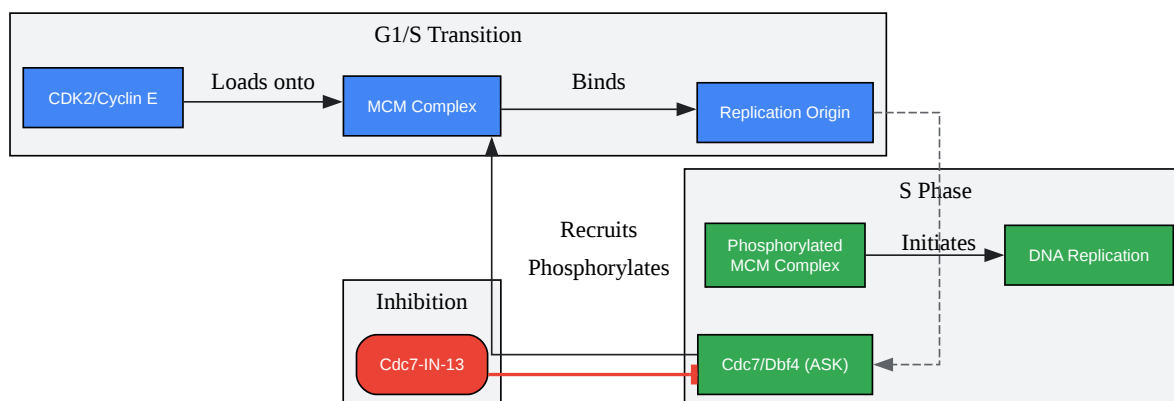 G1/S Transition
CDK2/Cyclin E
Loads onto
MCM Complex
Binds
Replication Origin
S Phase
Recruits
Phosphorylates
Phosphorylated
MCM Complex
Initiates
DNA Replication
Inhibition
Cdc7-IN-13
Cdc7/Dbf4 (ASK)